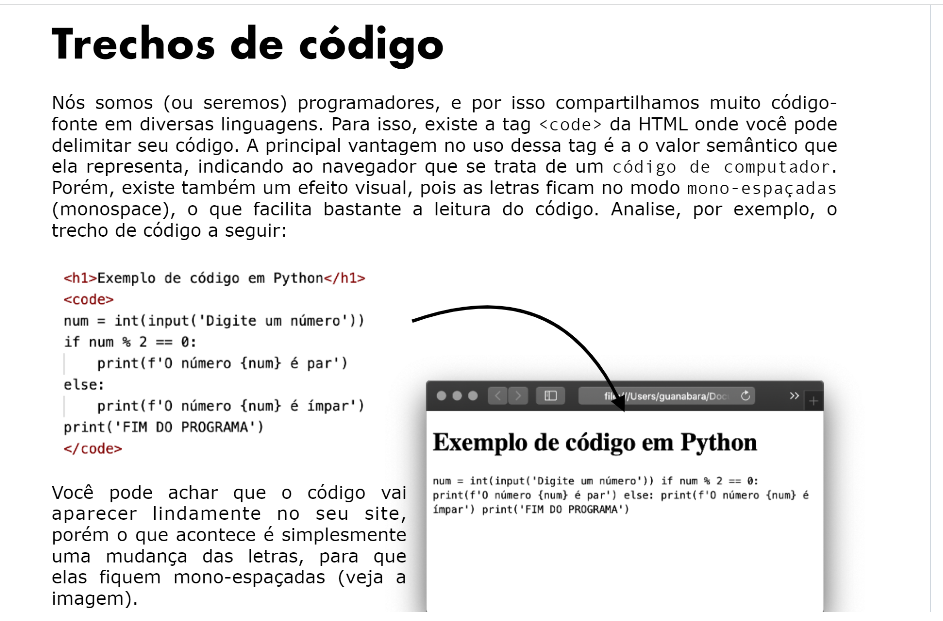 Trechos de código
Nós somos (ou seremos) programadores, e por isso compartilhamos muito código-
fonte em diversas linguagens. Para isso, existe a tag <code> da HTML onde você pode
delimitar seu código. A principal vantagem no uso dessa tag é a o valor semântico que
ela representa, indicando ao navegador que se trata de um código de computador.
Porém, existe também um efeito visual, pois as letras ficam no modo mono-espaçadas
(monospace), o que facilita bastante a leitura do código. Analise, por exemplo, o
trecho de código a seguir:
<h1>Exemplo de código em Python</h1>
<code>
num = int(input('Digite um número'))
if num % 2 == 0:
    print(f'O número {num} é par')
else:
    print(f'O número {num} é ímpar')
print('FIM DO PROGRAMA')
</code>
Você pode achar que o código vai
aparecer lindamente no seu site,
porém o que acontece é simplesmente
uma mudança das letras, para que
elas fiquem mono-espaçadas (veja a
imagem).
//Users/guanabara/Doc
Exemplo de código em Python
num = int(input('Digite um número')) if num % 2 == 0:
print(f'O número {num} é par') else: print(f'O número {num} é
ímpar') print('FIM DO PROGRAMA')